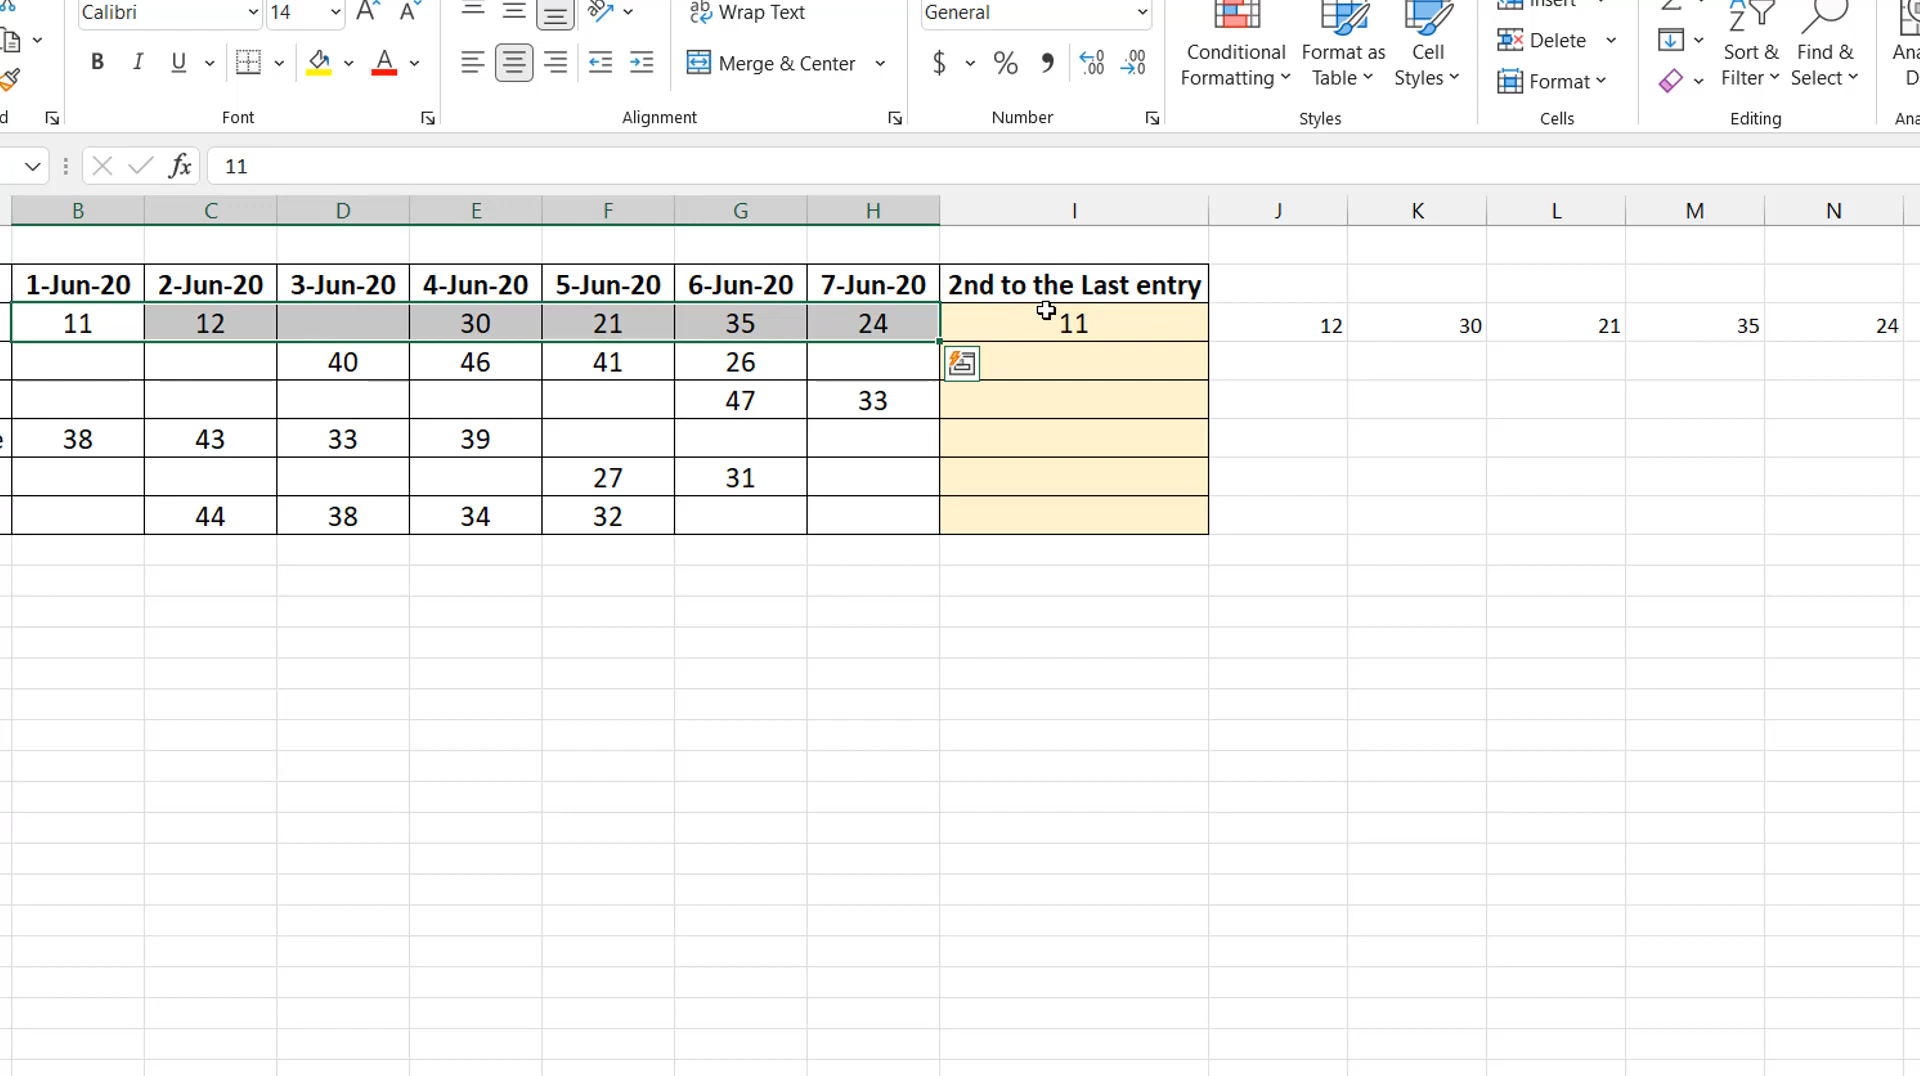 Calibri 14 A A Wrap Text General Insert
B I U A Merge & Center $ % , .00 .00 Conditional Formatting Format as Table Cell Styles Delete Format Sort & Filter Find & Select
d Font Alignment Number Styles Cells Editing
fx 11
B C D E F G H I J K L M N
1-Jun-20 2-Jun-20 3-Jun-20 4-Jun-20 5-Jun-20 6-Jun-20 7-Jun-20 2nd to the Last entry
11 12 30 21 35 24 11 12 30 21 35 24
40 46 41 26
47 33
e 38 43 33 39
27 31
44 38 34 32